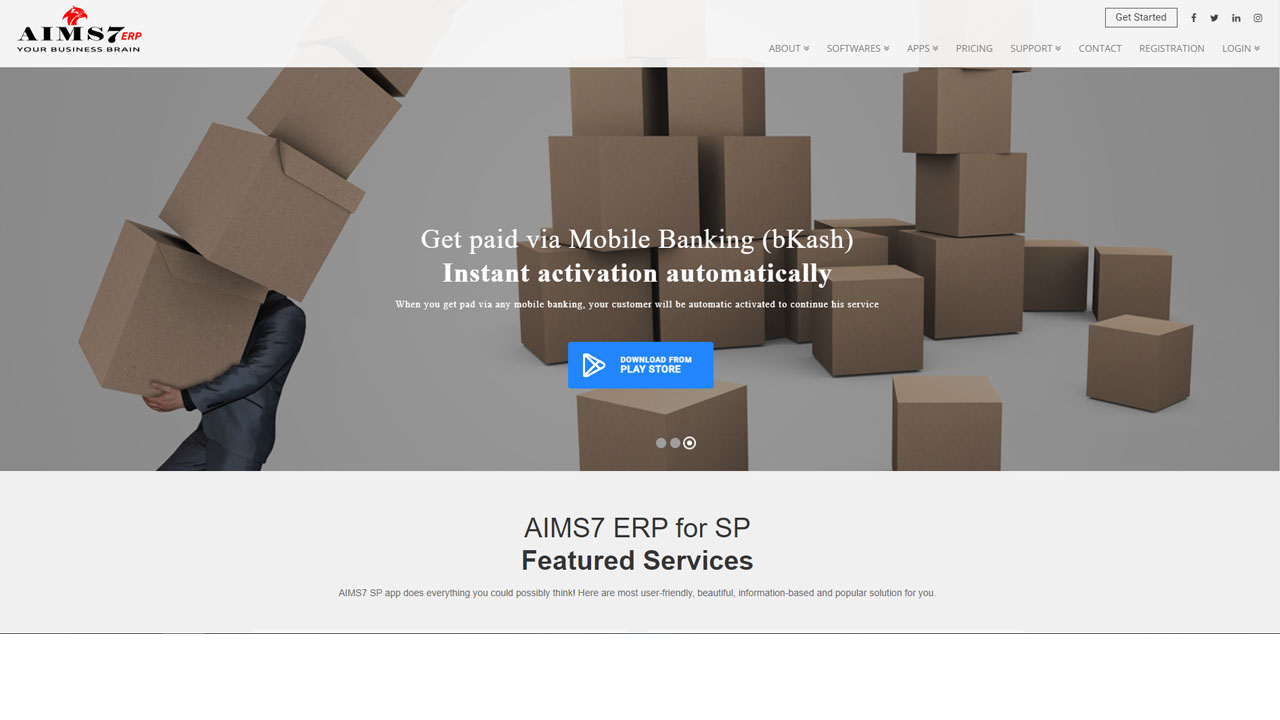 AIMS7 ERP
YOUR BUSINESS BRAIN
Get Started
ABOUT
SOFTWARES
APPS
PRICING
SUPPORT
CONTACT
REGISTRATION
LOGIN
Get paid via Mobile Banking (bKash)
Instant activation automatically
When you get pad via any mobile banking, your customer will be automatic activated to continue his service
DOWNLOAD FROM
PLAY STORE
AIMS7 ERP for SP
Featured Services
AIMS7 SP app does everything you could possibly think! Here are most user-friendly, beautiful, information-based and popular solution for you.